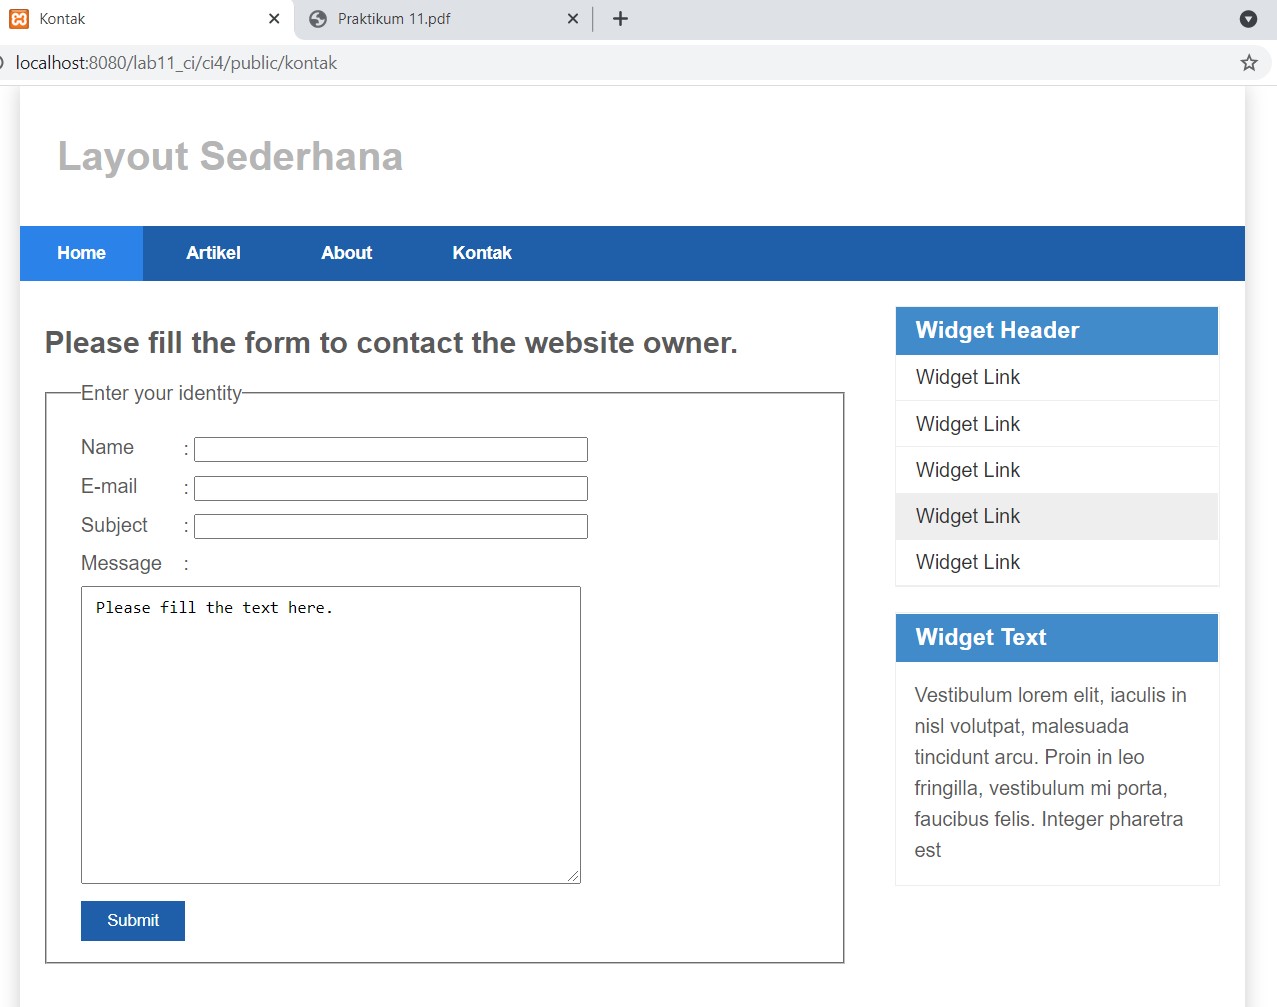 Kontak
Praktikum 11.pdf
localhost:8080/lab11_ci/ci4/public/kontak
Layout Sederhana
Home Artikel About Kontak
Please fill the form to contact the website owner.
Enter your identity
Name :
E-mail :
Subject :
Message :
Please fill the text here.
Submit
Widget Header
Widget Link
Widget Link
Widget Link
Widget Link
Widget Link
Widget Text
Vestibulum lorem elit, iaculis in
nisl volutpat, malesuada
tincidunt arcu. Proin in leo
fringilla, vestibulum mi porta,
faucibus felis. Integer pharetra
est